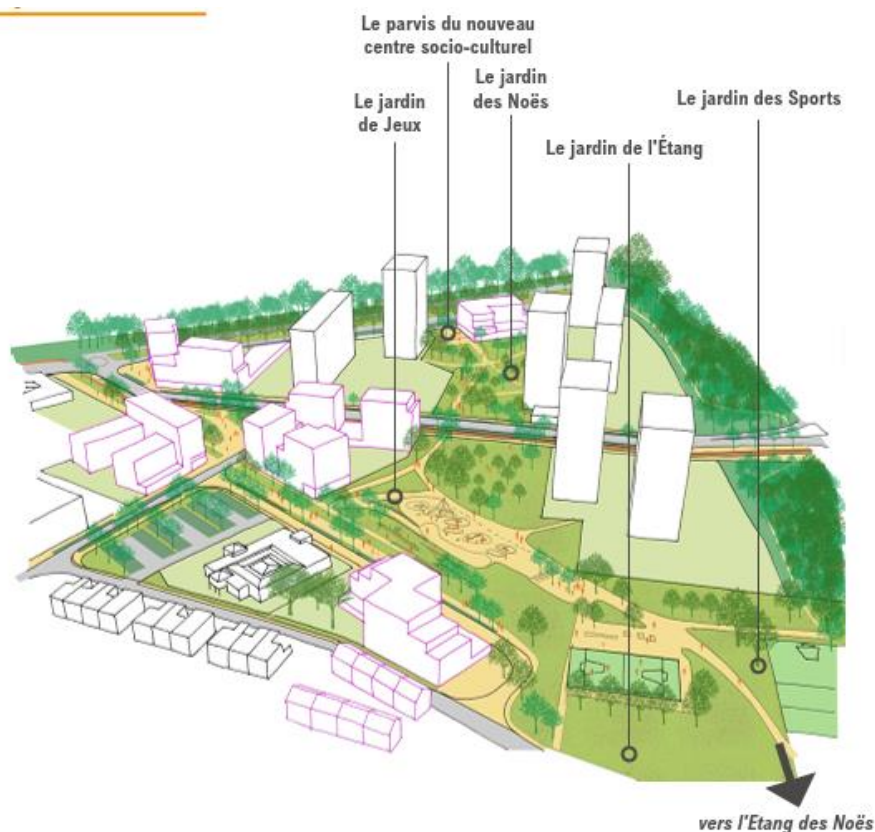 Le parvis du nouveau
centre socio-culturel
Le jardin
de Jeux
Le jardin
des Noës
Le jardin de l'Étang
Le jardin des Sports
vers l'Etang des Noës